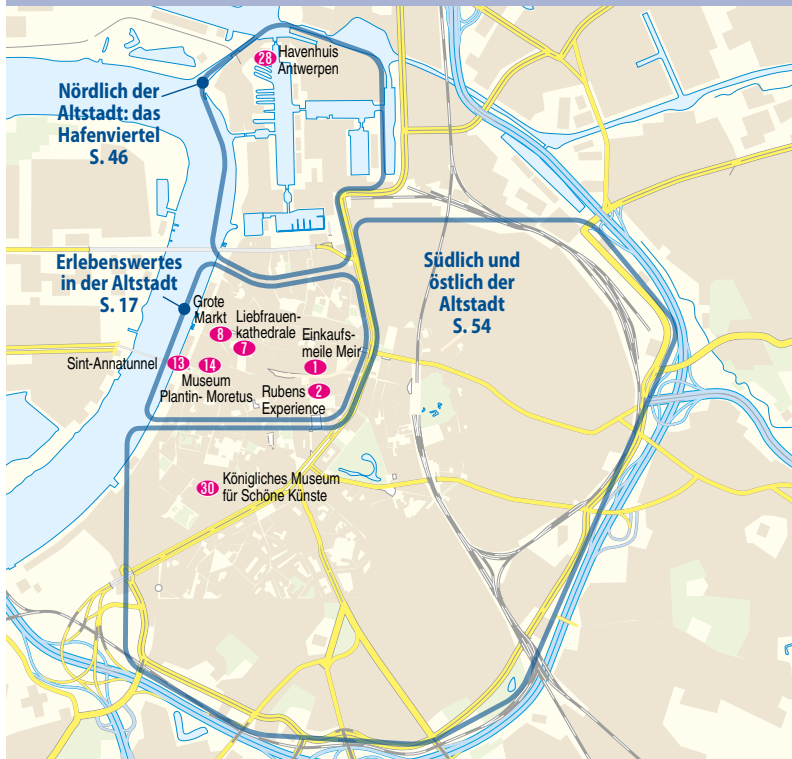 28
Havenhuis
Antwerpen
Nördlich der
Altstadt: das
Hafenviertel
S. 46
Erlebenswertes
in der Altstadt
S. 17
Südlich und
östlich der
Altstadt
S. 54
Grote
Markt
8
Liebfrauen-
kathedrale
7
Einkaufs-
meile Meir
1
Sint-Annatunnel
13
14
Museum
Plantin- Moretus
Rubens
Experience
2
30
Königliches Museum
für Schöne Künste